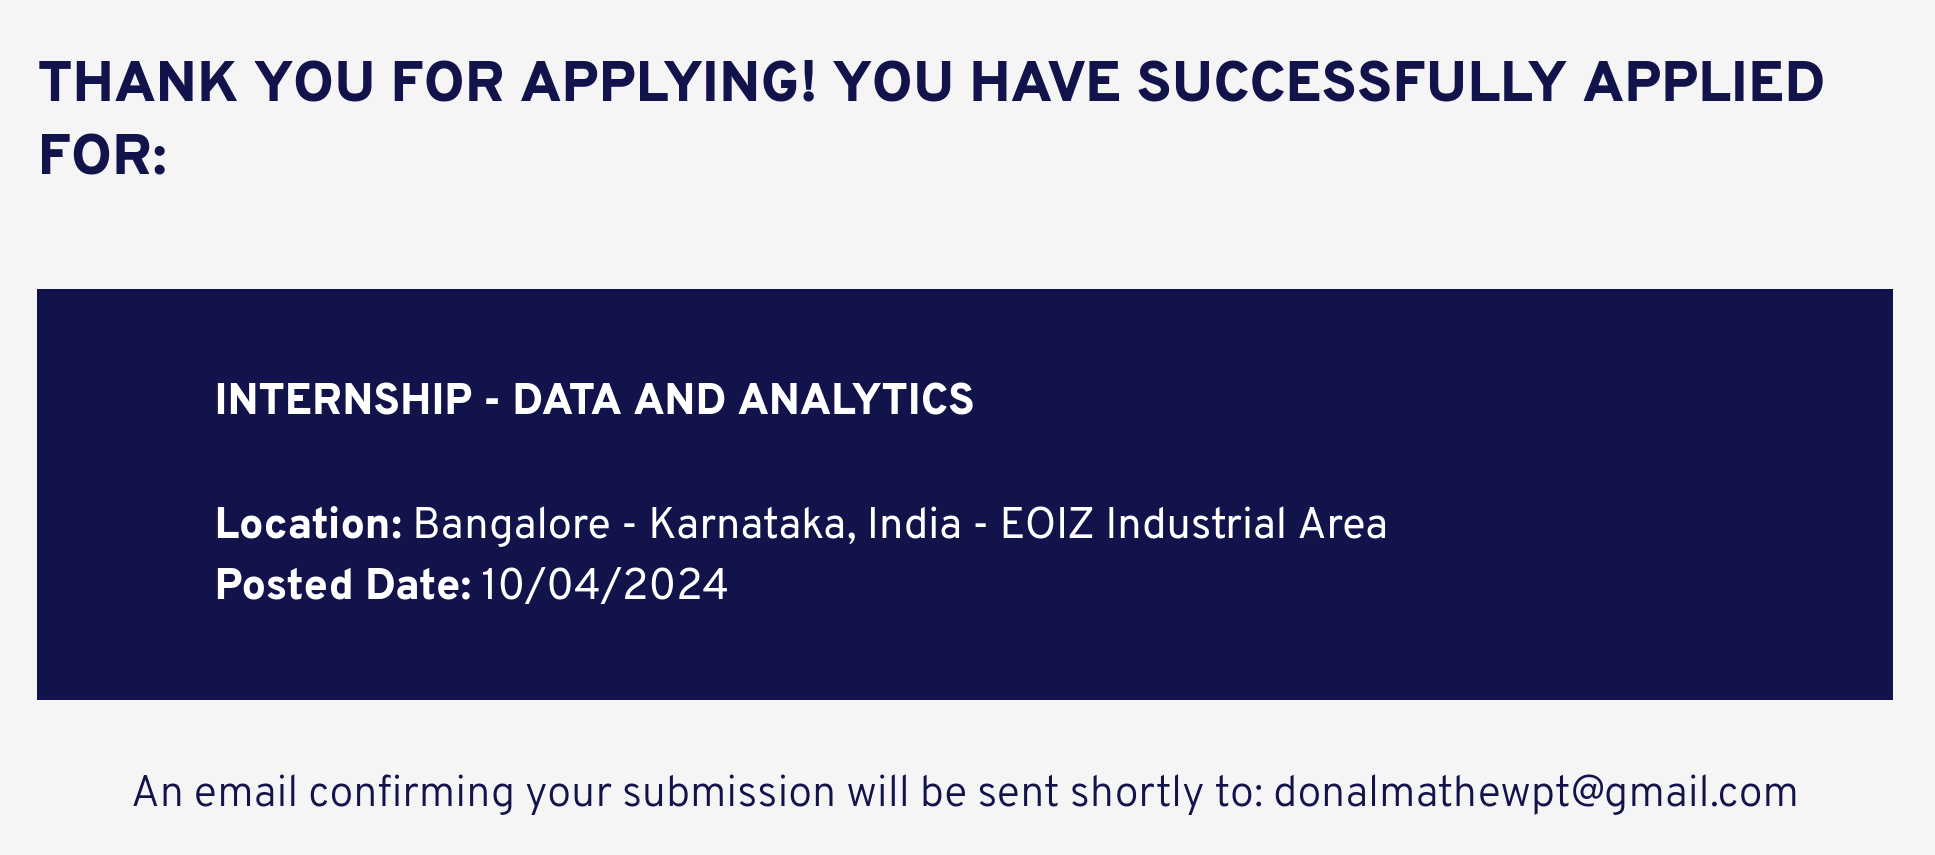 THANK YOU FOR APPLYING! YOU HAVE SUCCESSFULLY APPLIED
FOR:
INTERNSHIP - DATA AND ANALYTICS
Location: Bangalore - Karnataka, India - EOIZ Industrial Area
Posted Date: 10/04/2024
An email confirming your submission will be sent shortly to: donalmathewpt@gmail.com